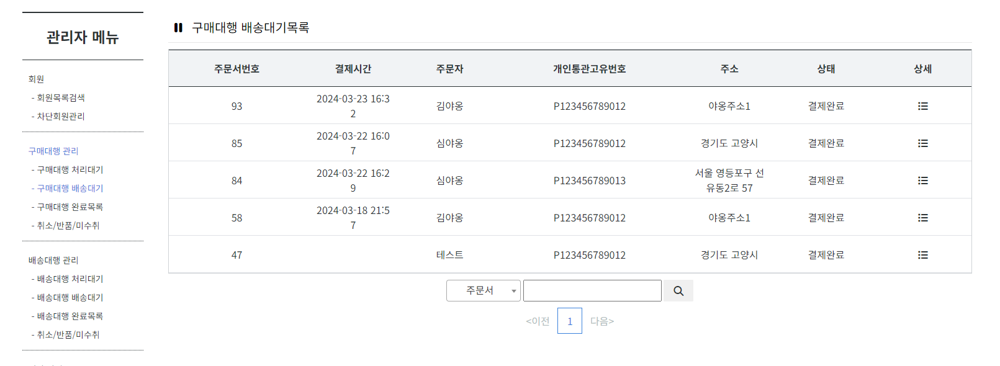 관리자 메뉴
회원
- 회원목록검색
- 차단회원관리
구매대행 관리
- 구매대행 처리대기
- 구매대행 배송대기
- 구매대행 완료목록
- 취소/반품/미수취
배송대행 관리
- 배송대행 처리대기
- 배송대행 배송대기
- 배송대행 완료목록
- 취소/반품/미수취
구매대행 배송대기목록
주문서번호 결제시간 주문자 개인통관고유번호 주소 상태 상세
93 2024-03-23 16:3
2 김야옹 P123456789012 야옹주소1 결제완료
85 2024-03-22 16:0
7 심야옹 P123456789012 경기도 고양시 결제완료
84 2024-03-22 16:2
9 심야옹 P123456789013 서울 영등포구 선
유동2로 57 결제완료
58 2024-03-18 21:5
7 김야옹 P123456789012 야옹주소1 결제완료
47 테스트 P123456789012 경기도 고양시 결제완료
주문서
<이전 1 다음>